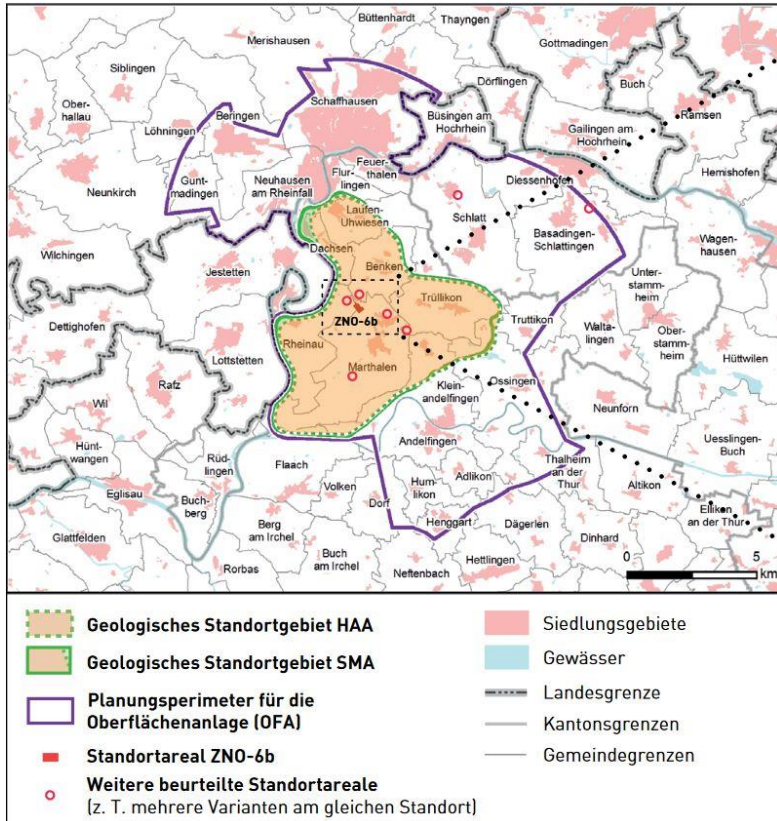 Büttenhardt
Thayngen
Merishausen
Gottmadingen
Siblingen
Buch
Schaffhausen
Dörflingen
Ober-
hallau
Beringen
Büsingen am
Hochrhein
Ramsen
Löhningen
Gailingen am
Hochrhein
Feuer-
thalen
Neunkirch
Gunt-
madingen
Neuhausen
am Rheinfall
Flur-
lingen
Diessenhofen
Hemishofen
Laufen-
Uhwiesen
Schlatt
Basadingen-
Schlattingen
Wagen-
hausen
Wilchingen
Dachsen
Jestetten
Benken
Unter-
stammheim
Trüllikon
Truttikon
Walta-
lingen
Ober-
stamm-
heim
Dettighofen
ZNO-6b
Hüttwilen
Rheinau
Lottstetten
Marthalen
Rafz
Klein-
andelfingen
Ossingen
Neunforn
Wil
Hünt-
wangen
Andelfingen
Uesslingen-
Buch
Rüd-
lingen
Flaach
Thalheim
an der
Thur
Hum-
likon
Adlikon
Altikon
Eglisau
Buch-
berg
Volken
Dorf
Elliken
an der Thur
Henggart
Glattfelden
Berg
am Irchel
Dägerlen
Dinhard
Buch
am Irchel
Hettlingen
0 5
km
Rorbas
Neftenbach
Geologisches Standortgebiet HAA
Geologisches Standortgebiet SMA
Planungsperimeter für die
Oberflächenanlage (OFA)
Standortareal ZNO-6b
Weitere beurteilte Standortareale
(z. T. mehrere Varianten am gleichen Standort)
Siedlungsgebiete
Gewässer
Landesgrenze
Kantonsgrenzen
Gemeindegrenzen